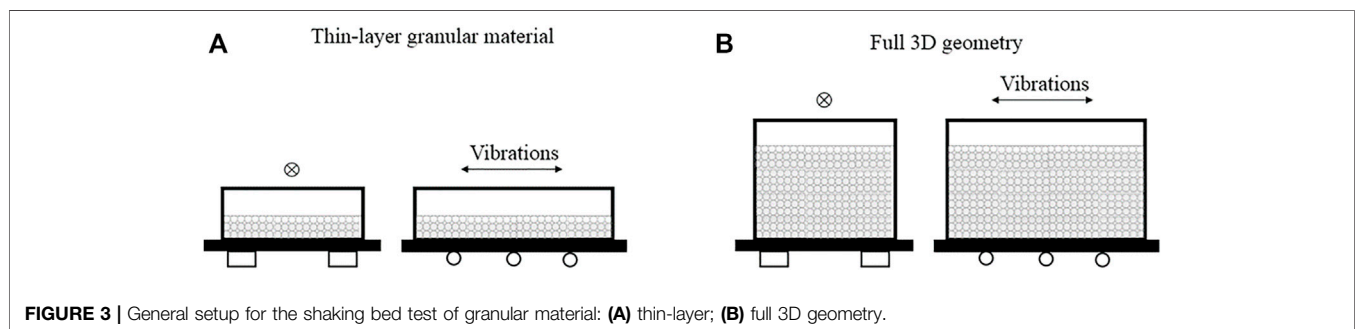 A
Thin-layer granular material
Vibrations
B
Full 3D geometry
Vibrations
FIGURE 3 | General setup for the shaking bed test of granular material: (A) thin-layer; (B) full 3D geometry.